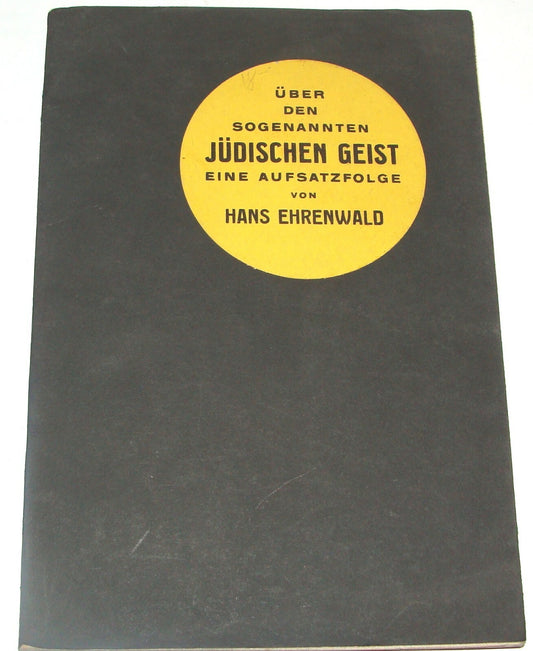 ÜBER
DEN
SOGENANNTEN
JÜDISCHEN GEIST
EINE AUFSATZFOLGE
VON
HANS EHRENWALD